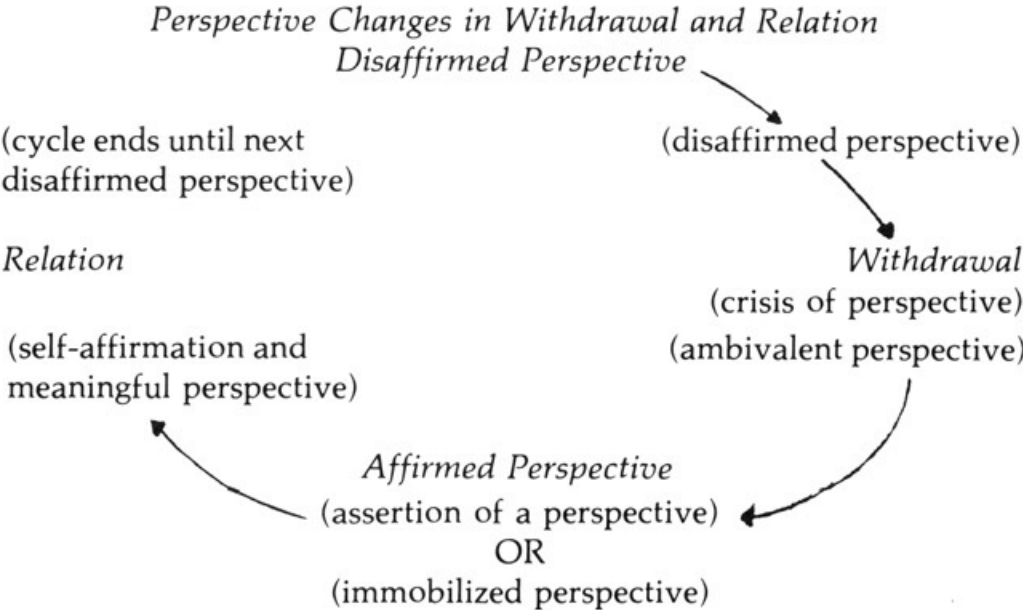 Perspective Changes in Withdrawal and Relation
Disaffirmed Perspective
(cycle ends until next
disaffirmed perspective)
(disaffirmed perspective)
Relation
Withdrawal
(crisis of perspective)
(self-affirmation and
meaningful perspective)
(ambivalent perspective)
Affirmed Perspective
(assertion of a perspective)
OR
(immobilized perspective)